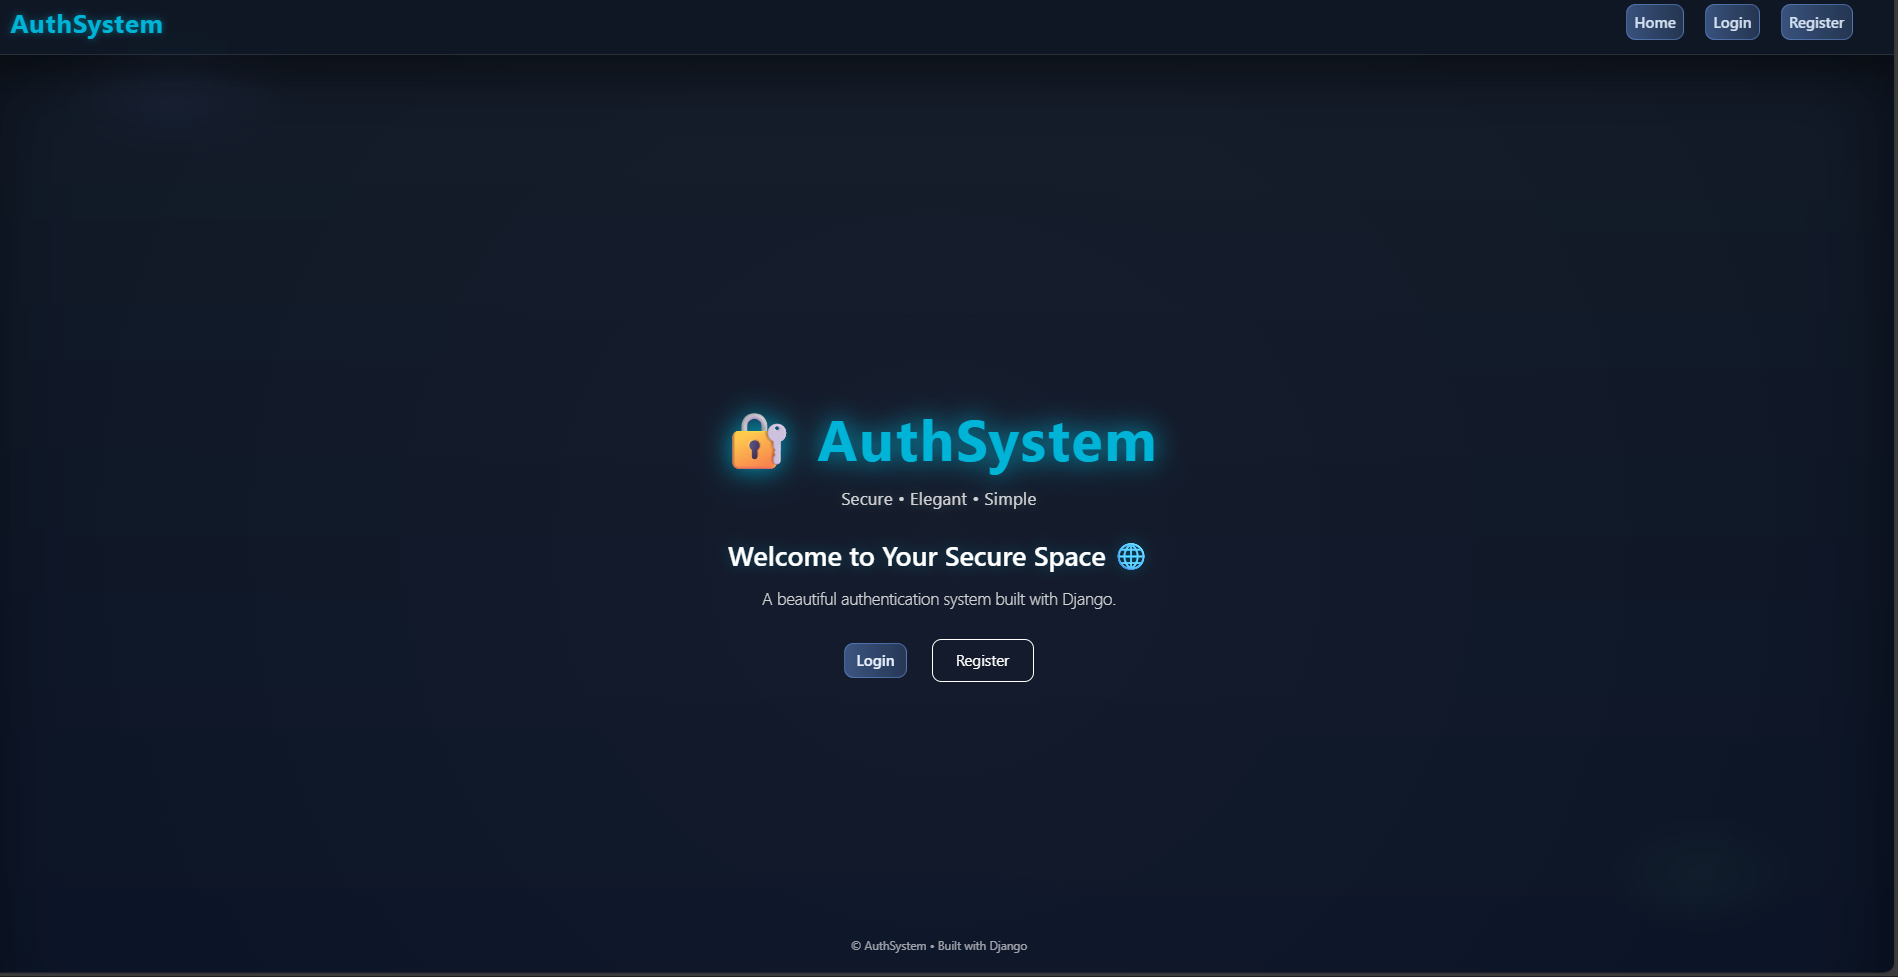 AuthSystem
Home
Login
Register
AuthSystem
Secure • Elegant • Simple
Welcome to Your Secure Space
A beautiful authentication system built with Django.
Login
Register
© AuthSystem • Built with Django